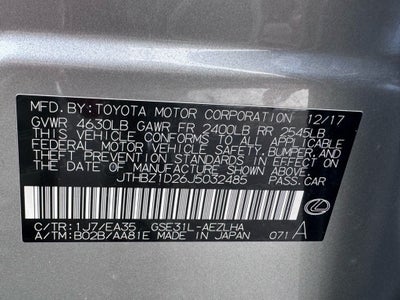 MFD.BY: TOYOTA MOTOR CORPORATION 12/17
GVWR 4630LB GAWR FR 2400LB RR 2545LB
THIS VEHICLE CONFORMS TO ALL APPLICABLE
FEDERAL MOTOR VEHICLE SAFETY, BUMPER, AND
THEFT PREVENTION STANDARDS IN EFFECT ON
THE DATE OF MANUFACTURE SHOWN ABOVE.
JTHBZ1D26J5032485 PASS.CAR
C/TR: 1J7/EA35 GSE31L-AEZLHA
A/TM: B02B/AA81E MADE IN JAPAN 071 A